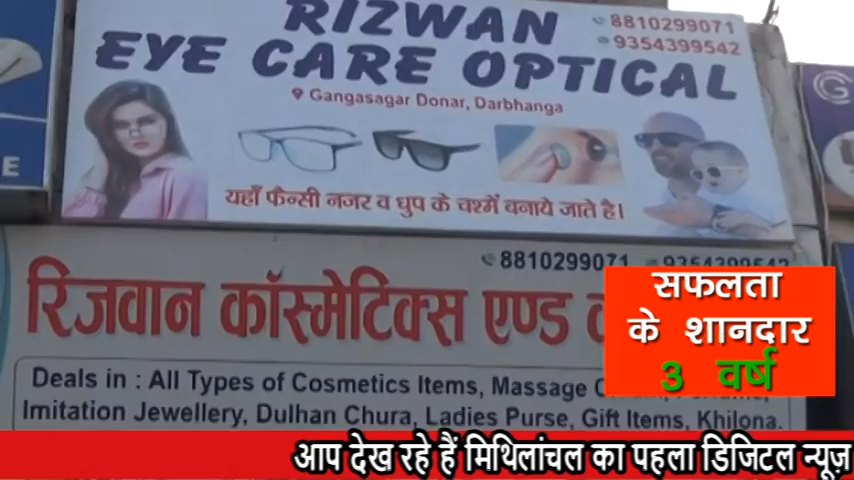 RIZWAN
EYE CARE OPTICAL
8810299071
9354399542
Gangasagar Donar, Darbhanga
यहाँ फैन्सी नजर व धुप के चश्में बनाये जाते है।
8810299071
रिजवान कॉस्मेटिक्स एण्ड
सफलता
के शानदार
3 वर्ष
Deals in : All Types of Cosmetics Items, Massage
Imitation Jewellery, Dulhan Chura, Ladies Purse, Gift Items, Khilona.
आप देख रहे हैं मिथिलांचल का पहला डिजिटल न्यूज़